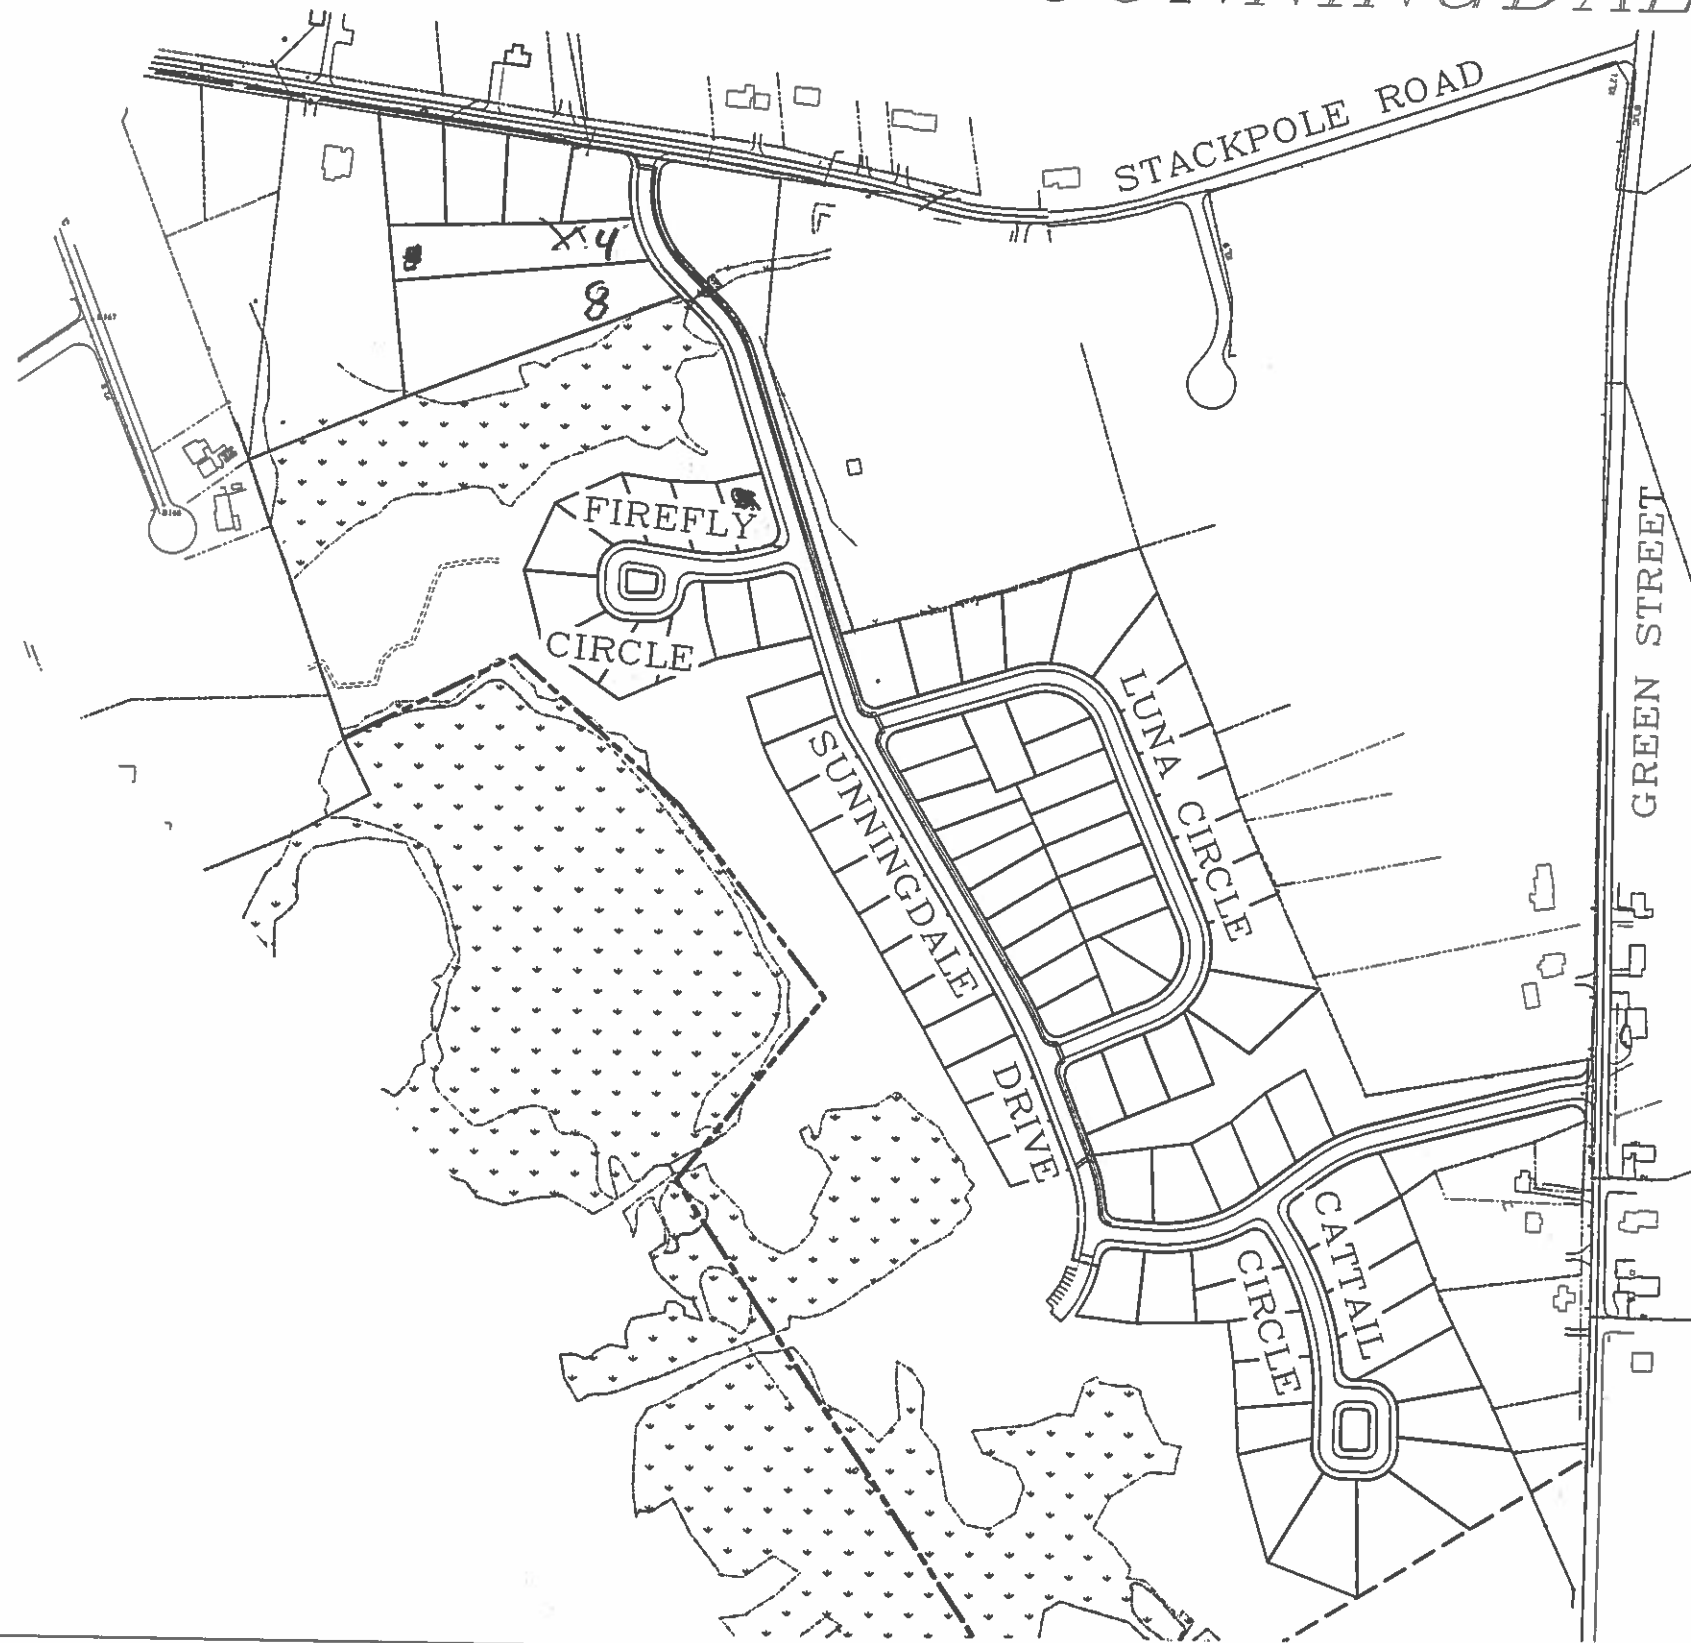 STACKPOLE ROAD
X.4
8
FIREFLY
CIRCLE
SUNNINGDALE
DRIVE
LUNA CIRCLE
GREEN STREET
CATTAIL
CIRCLE